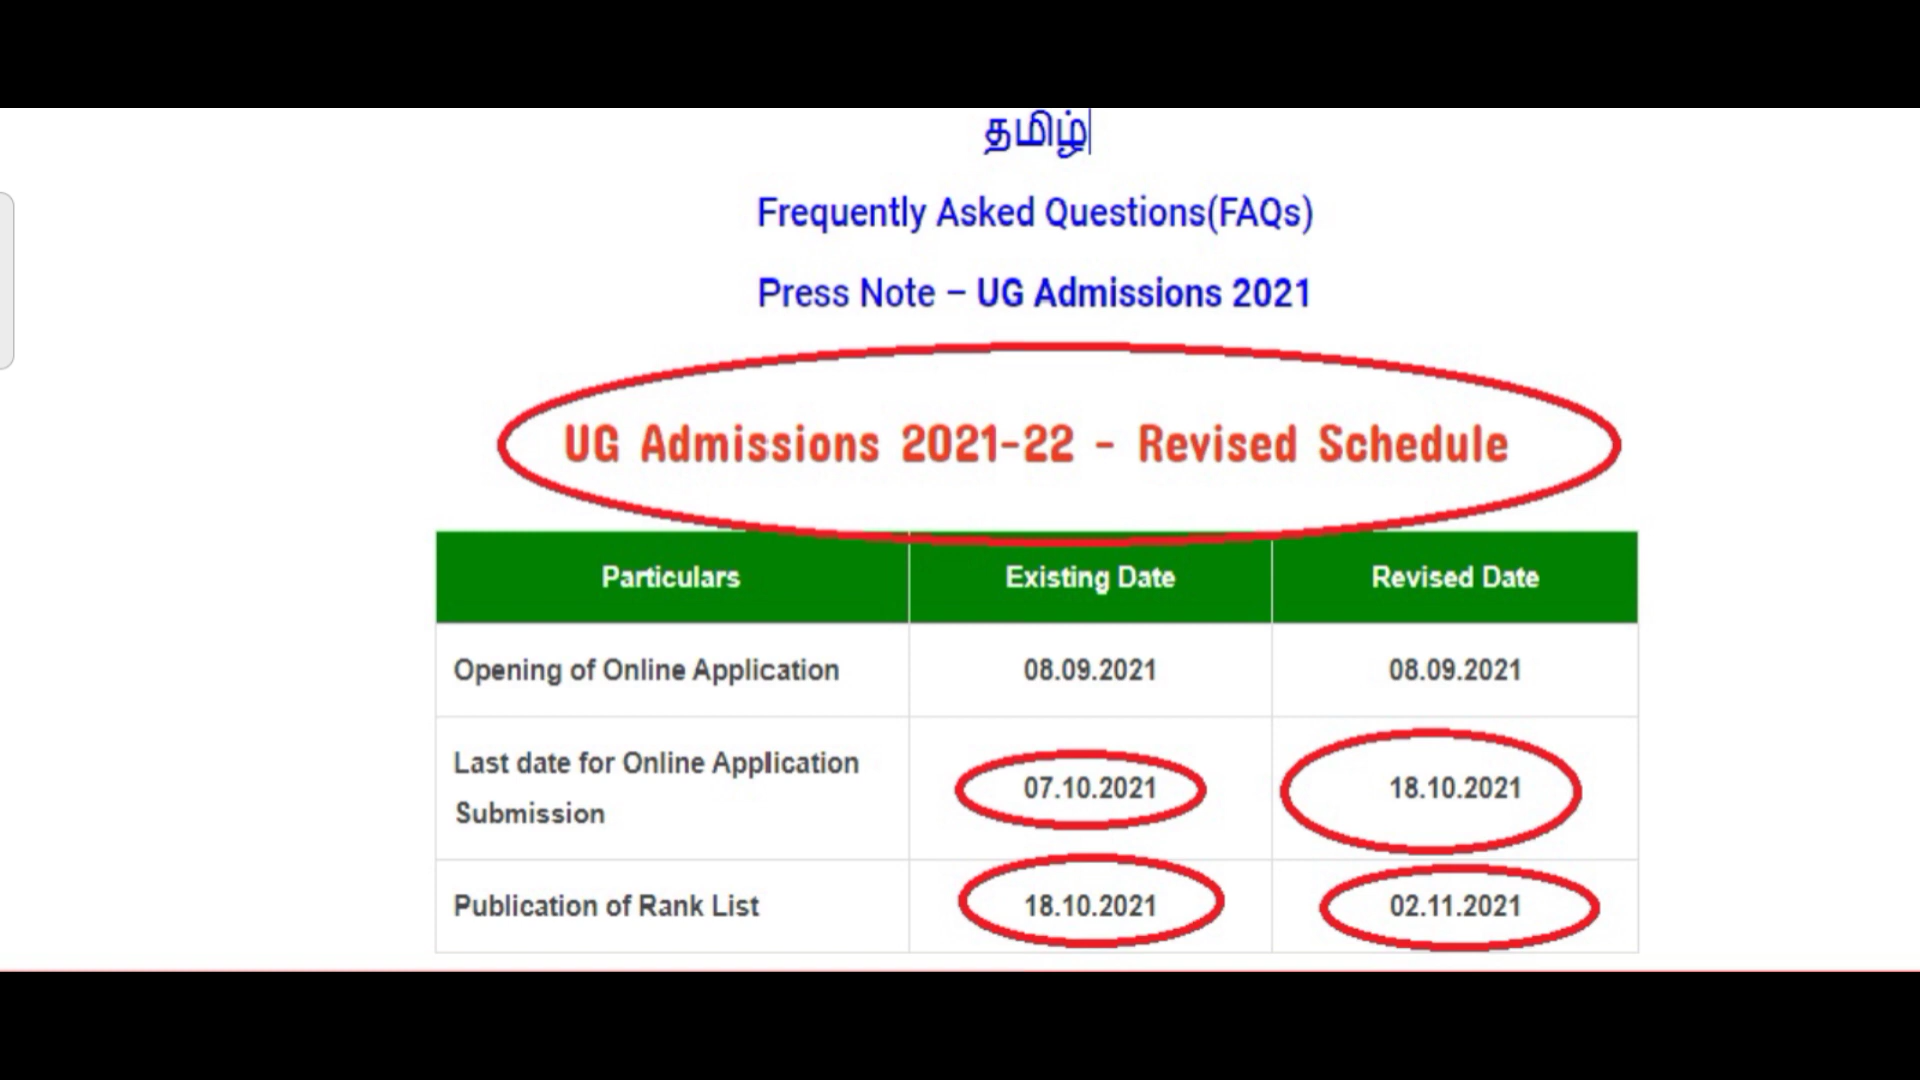 தமிழ்|
Frequently Asked Questions(FAQs)
Press Note – UG Admissions 2021
UG Admissions 2021-22 - Revised Schedule
Particulars Existing Date Revised Date
Opening of Online Application 08.09.2021 08.09.2021
Last date for Online Application
Submission 07.10.2021 18.10.2021
Publication of Rank List 18.10.2021 02.11.2021